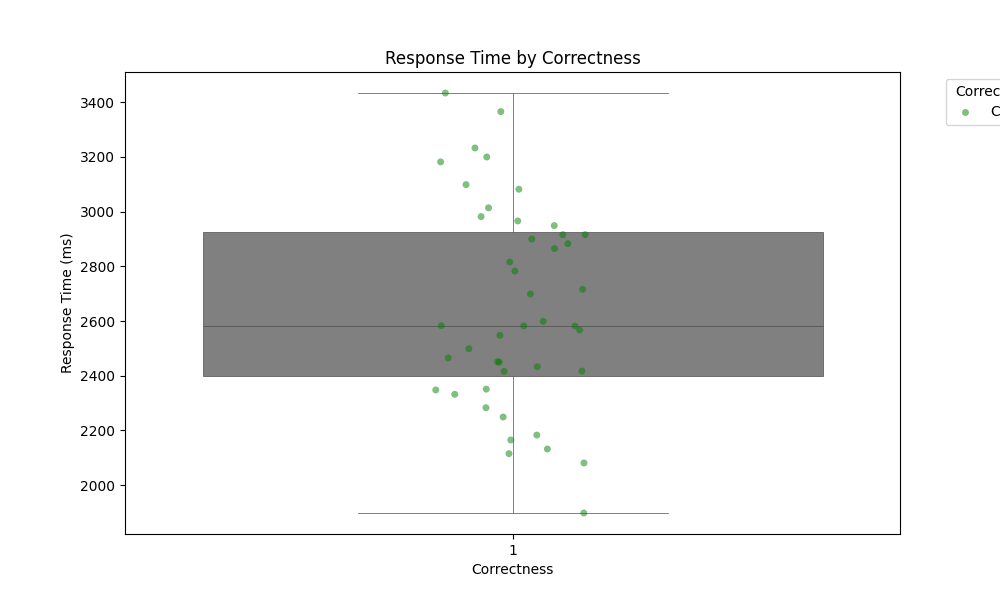 Response Time by Correctness
Response Time (ms)
3400
3200
3000
2800
2600
2400
2200
2000
1
Correctness
Correc
C